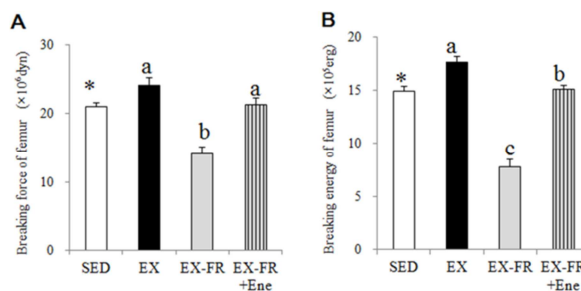 A
Breaking force of femur (×10⁶dyn)
30
20
10
0
*
a
b
a
SED
EX
EX-FR
EX-FR
+Ene
B
Breaking energy of femur (×10⁵erg)
20
15
10
5
0
*
a
c
b
SED
EX
EX-FR
EX-FR
+Ene